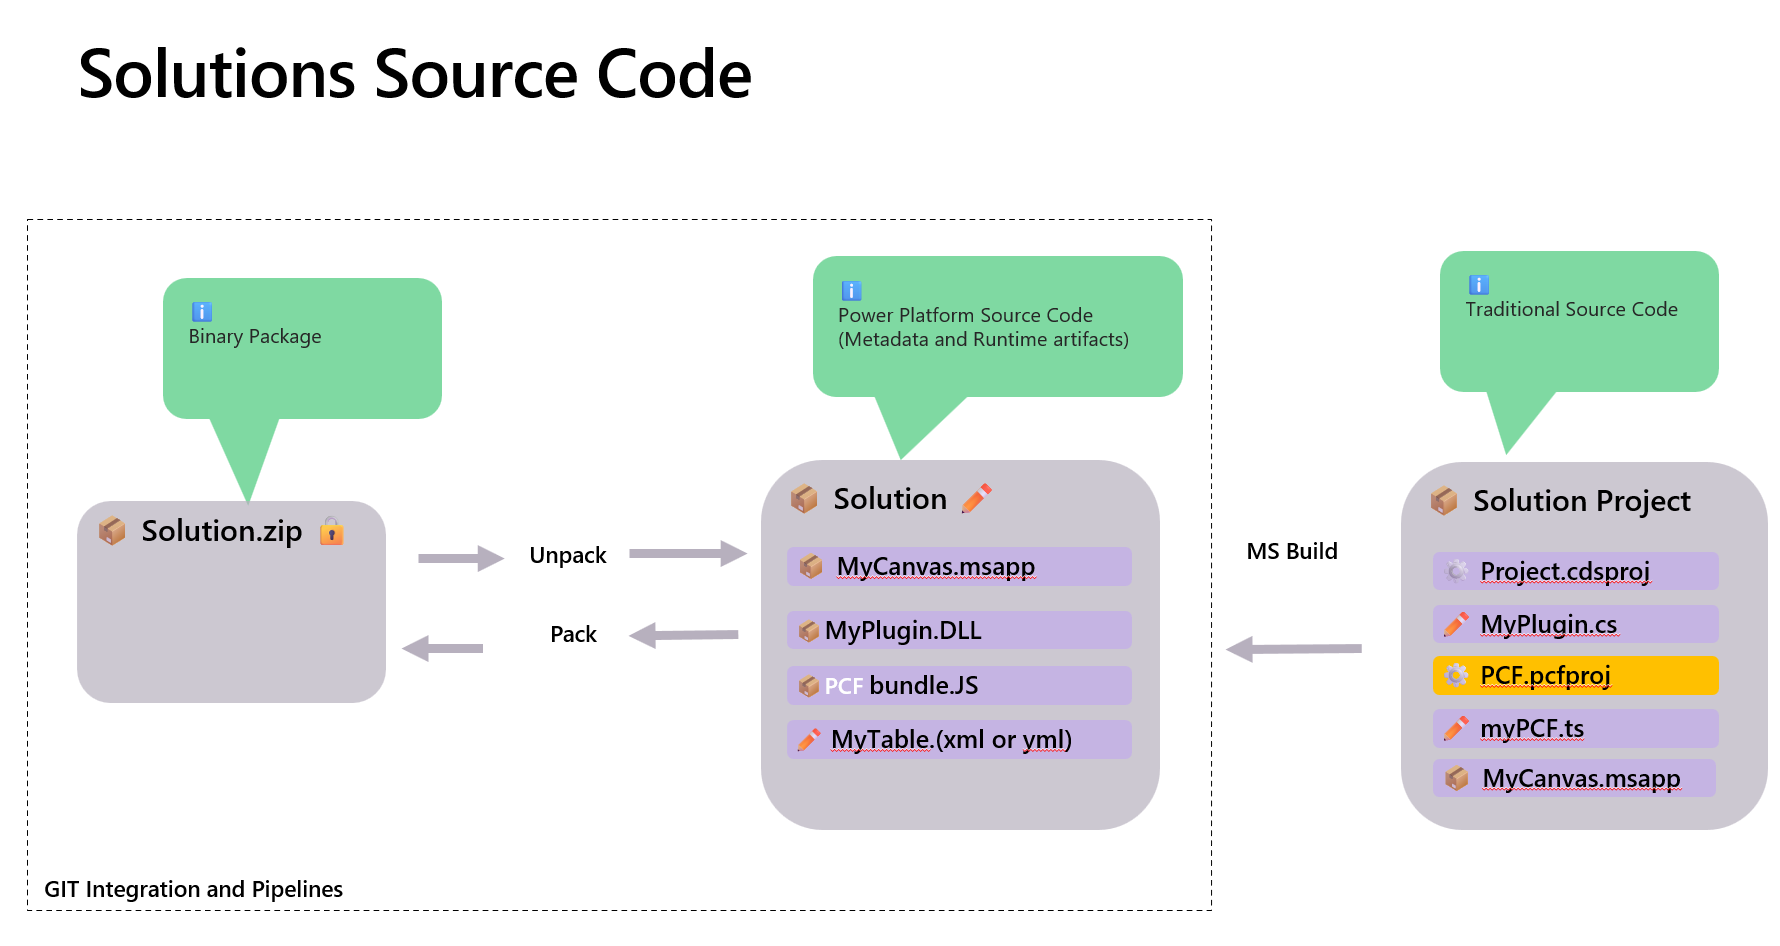 Solutions Source Code
Binary Package
Power Platform Source Code
(Metadata and Runtime artifacts)
Traditional Source Code
Solution.zip
Unpack
Pack
Solution
MyCanvas.msapp
MyPlugin.DLL
PCF bundle.JS
MyTable.(xml or yml)
MS Build
Solution Project
Project.cdsproj
MyPlugin.cs
PCF.pcfproj
myPCF.ts
MyCanvas.msapp
GIT Integration and Pipelines